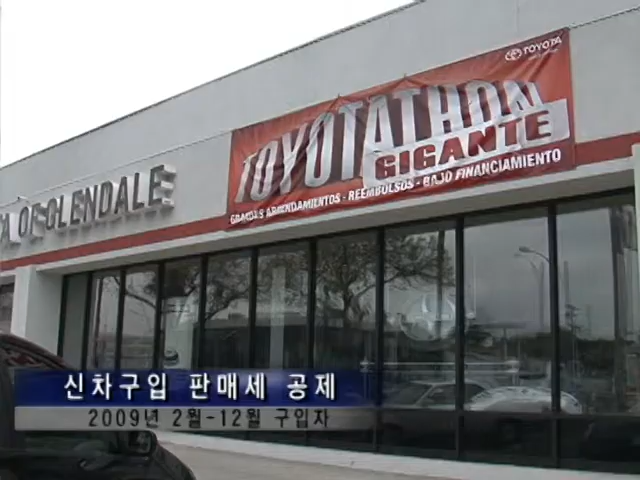 TOYOTA
TOYOTATHON
GIGANTE
GRANDES ARRENDAMIENTOS - REEMBOLSOS - BAJO FINANCIAMIENTO
A OF GLENDALE
신차구입 판매세 공제
2009년 2월-12월 구입자